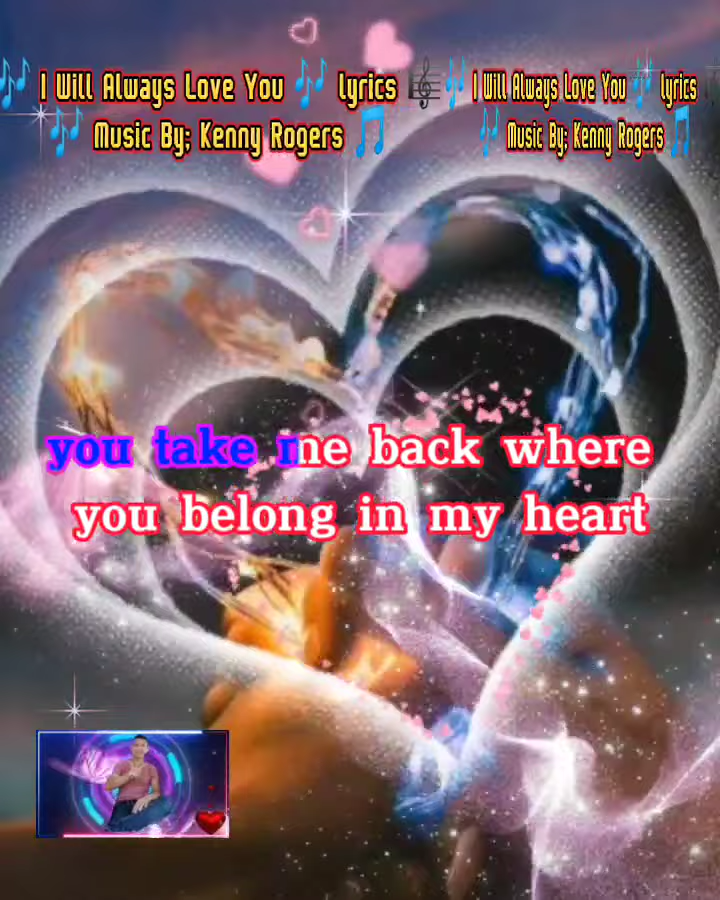 🎶 I Will Always Love You 🎶 lyrics 🎼🎶 I Will Always Love You 🎶 lyrics
🎶 Music By; Kenny Rogers 🎵 🎶 Music By; Kenny Rogers 🎵
you take me back where
you belong in my heart